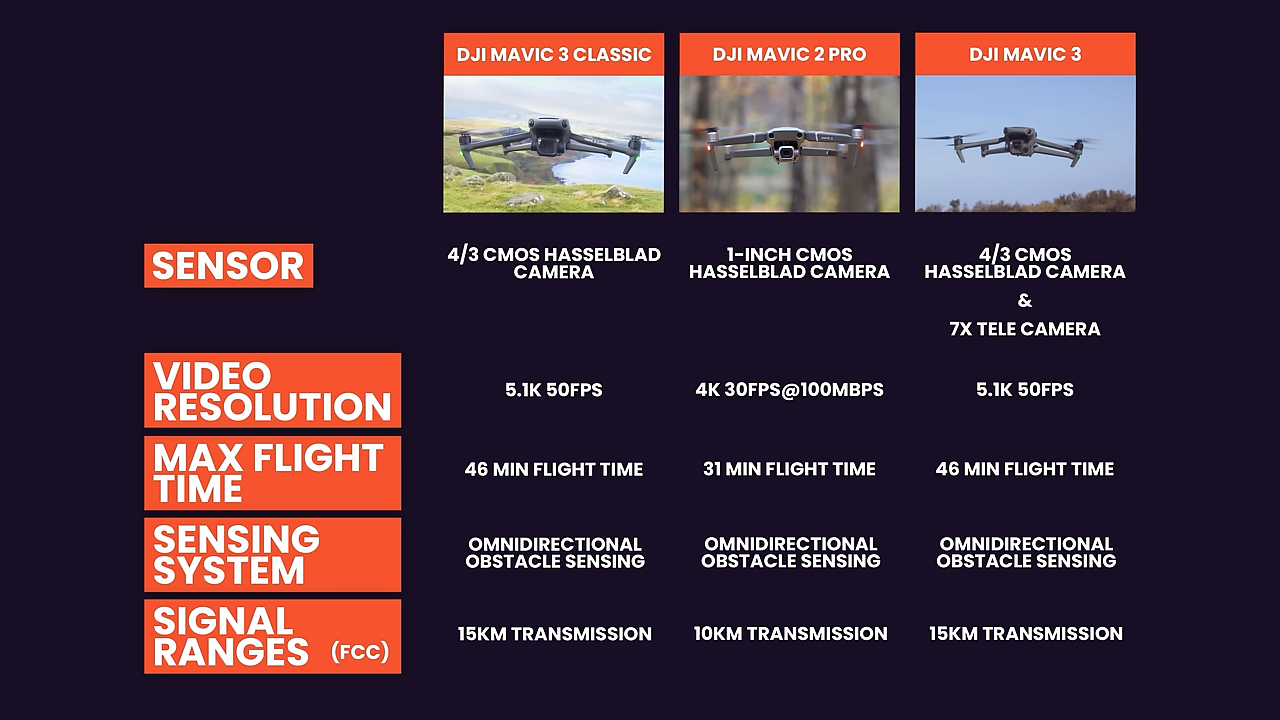 DJI MAVIC 3 CLASSIC
DJI MAVIC 2 PRO
DJI MAVIC 3
SENSOR
4/3 CMOS HASSELBLAD
CAMERA
1-INCH CMOS
HASSELBLAD CAMERA
4/3 CMOS
HASSELBLAD CAMERA
&
7X TELE CAMERA
VIDEO
RESOLUTION
5.1K 50FPS
4K 30FPS@100MBPS
5.1K 50FPS
MAX FLIGHT
TIME
46 MIN FLIGHT TIME
31 MIN FLIGHT TIME
46 MIN FLIGHT TIME
SENSING
SYSTEM
OMNIDIRECTIONAL
OBSTACLE SENSING
OMNIDIRECTIONAL
OBSTACLE SENSING
OMNIDIRECTIONAL
OBSTACLE SENSING
SIGNAL
RANGES (FCC)
15KM TRANSMISSION
10KM TRANSMISSION
15KM TRANSMISSION